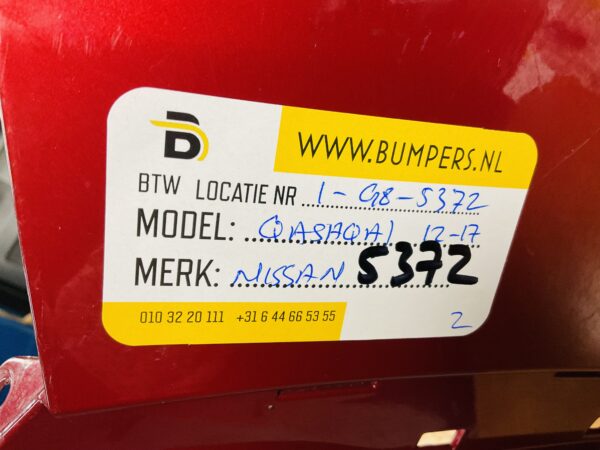 B
WWW.BUMPERS.NL
BTW LOCATIE NR 1-G8-5372
MODEL: QASHQAI 12-17
MERK: NISSAN 5372
010 32 20 111 +31 6 44 66 53 55
2